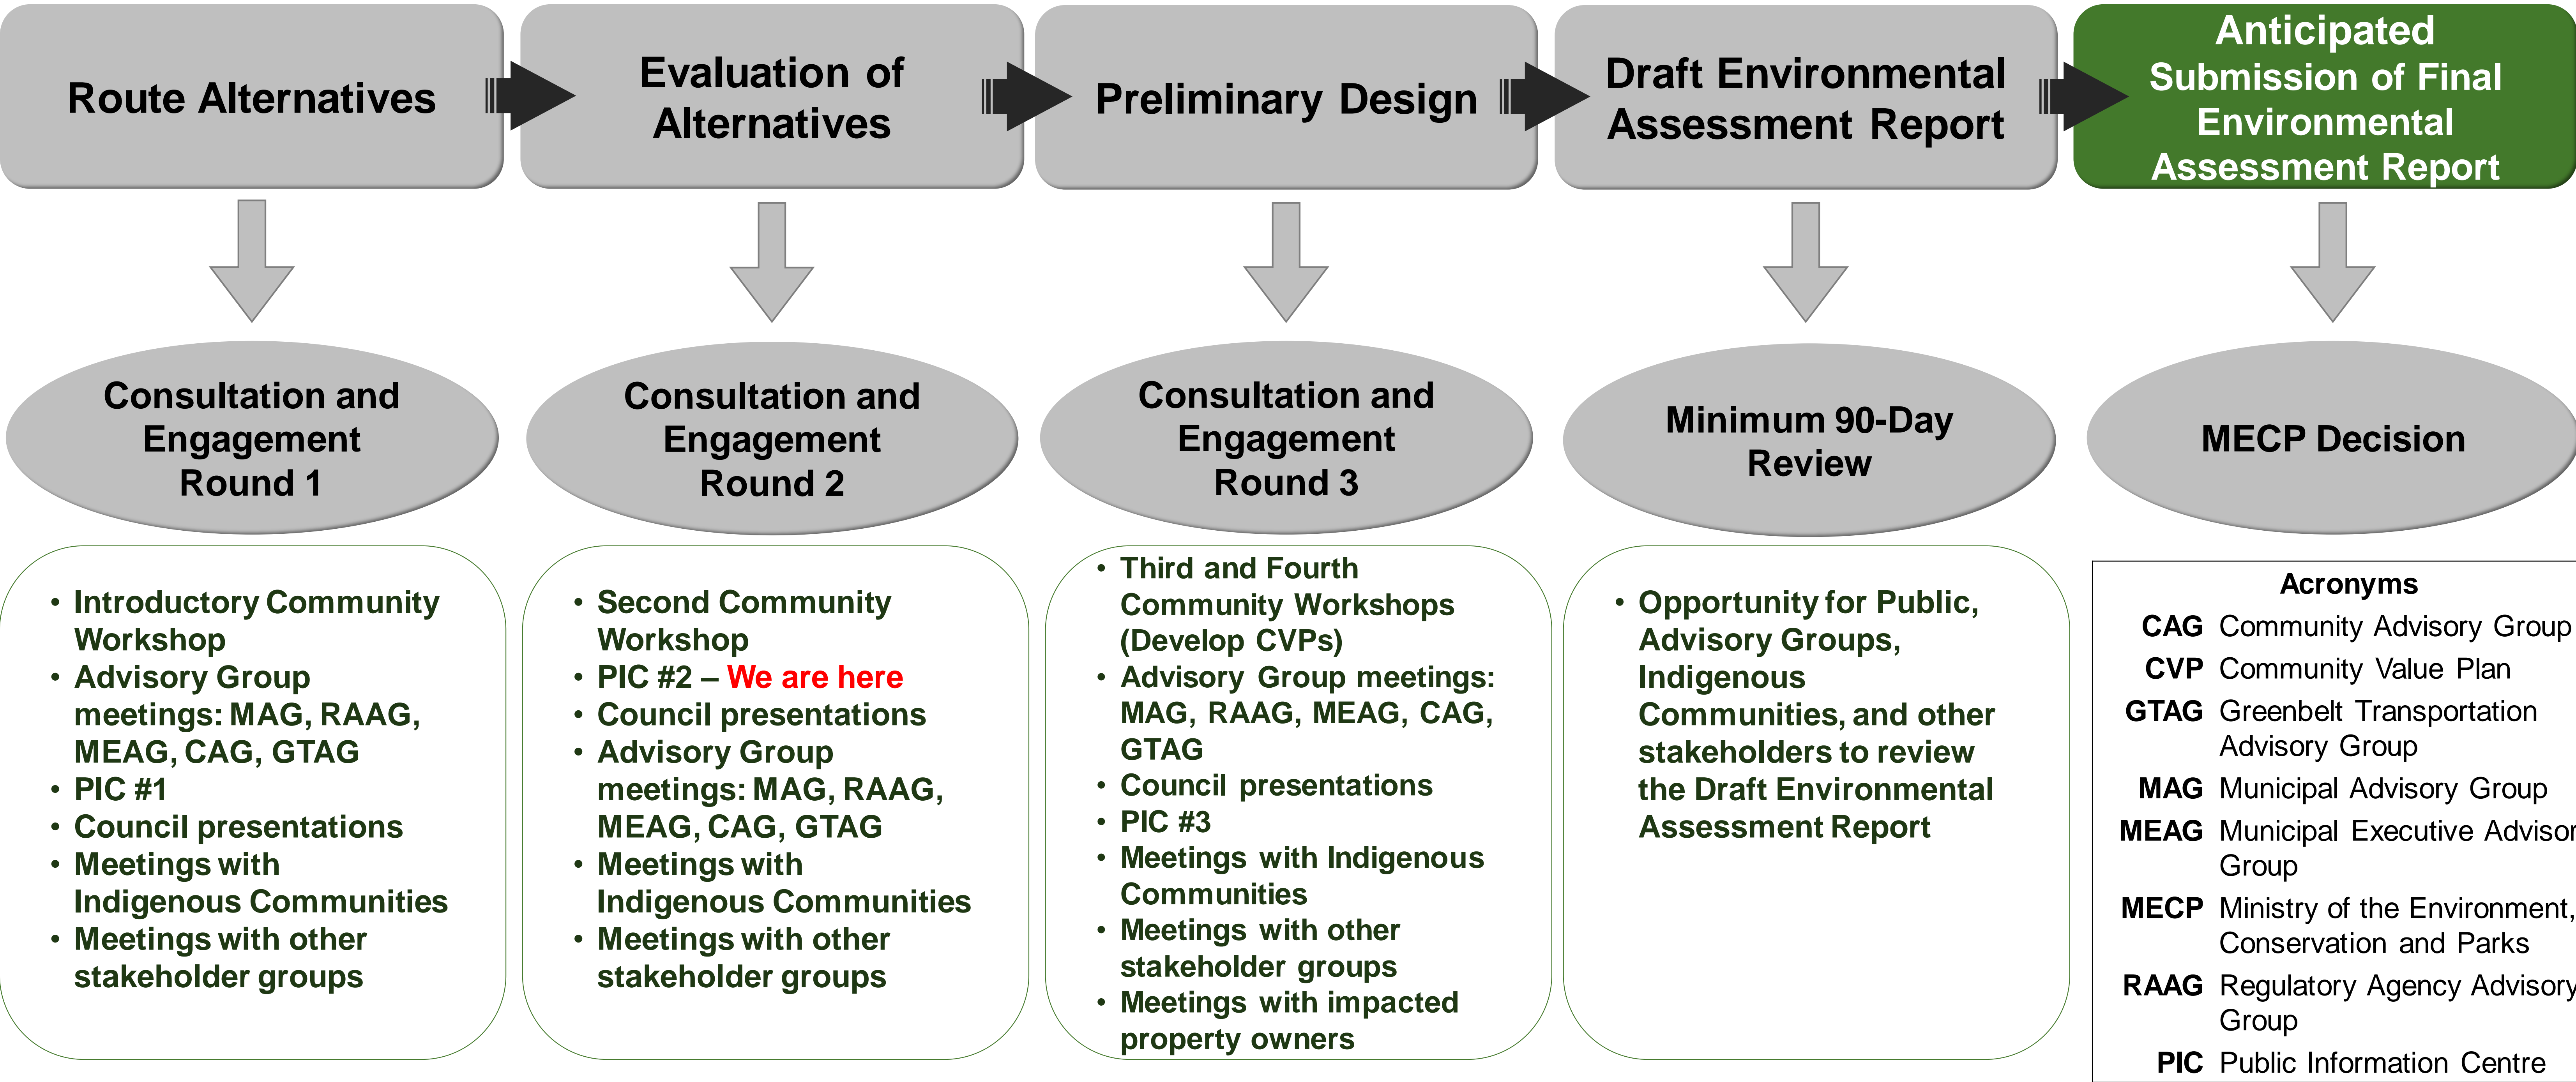 Route Alternatives
Evaluation of
Alternatives
Preliminary Design
Draft Environmental
Assessment Report
Anticipated
Submission of Final
Environmental
Assessment Report
Consultation and
Engagement
Round 1
Consultation and
Engagement
Round 2
Consultation and
Engagement
Round 3
Minimum 90-Day
Review
MECP Decision
• Introductory Community
Workshop
• Advisory Group
meetings: MAG, RAAG,
MEAG, CAG, GTAG
• PIC #1
• Council presentations
• Meetings with
Indigenous Communities
• Meetings with other
stakeholder groups
• Second Community
Workshop
• PIC #2 – We are here
• Council presentations
• Advisory Group
meetings: MAG, RAAG,
MEAG, CAG, GTAG
• Meetings with
Indigenous Communities
• Meetings with other
stakeholder groups
• Third and Fourth
Community Workshops
(Develop CVPs)
• Advisory Group meetings:
MAG, RAAG, MEAG, CAG,
GTAG
• Council presentations
• PIC #3
• Meetings with Indigenous
Communities
• Meetings with other
stakeholder groups
• Meetings with impacted
property owners
• Opportunity for Public,
Advisory Groups,
Indigenous
Communities, and other
stakeholders to review
the Draft Environmental
Assessment Report
Acronyms
CAG Community Advisory Group
CVP Community Value Plan
GTAG Greenbelt Transportation
Advisory Group
MAG Municipal Advisory Group
MEAG Municipal Executive Advisor
Group
MECP Ministry of the Environment,
Conservation and Parks
RAAG Regulatory Agency Advisory
Group
PIC Public Information Centre